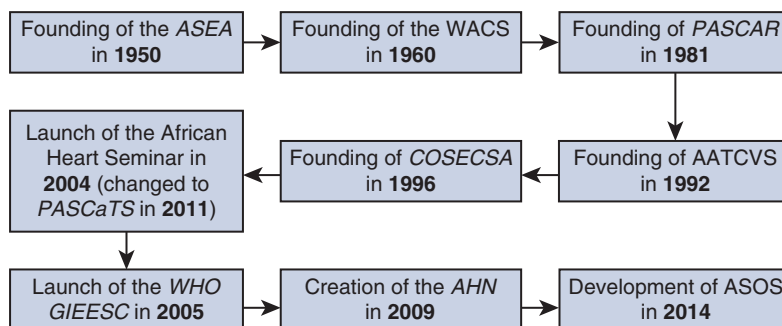 Founding of the ASEA
in 1950
Founding of the WACS
in 1960
Founding of PASCAR
in 1981
Founding of AATCVS
in 1992
Founding of COSECSA
in 1996
Launch of the African
Heart Seminar in
2004 (changed to
PASCaTS in 2011)
Launch of the WHO
GIEESC in 2005
Creation of the AHN
in 2009
Development of ASOS
in 2014